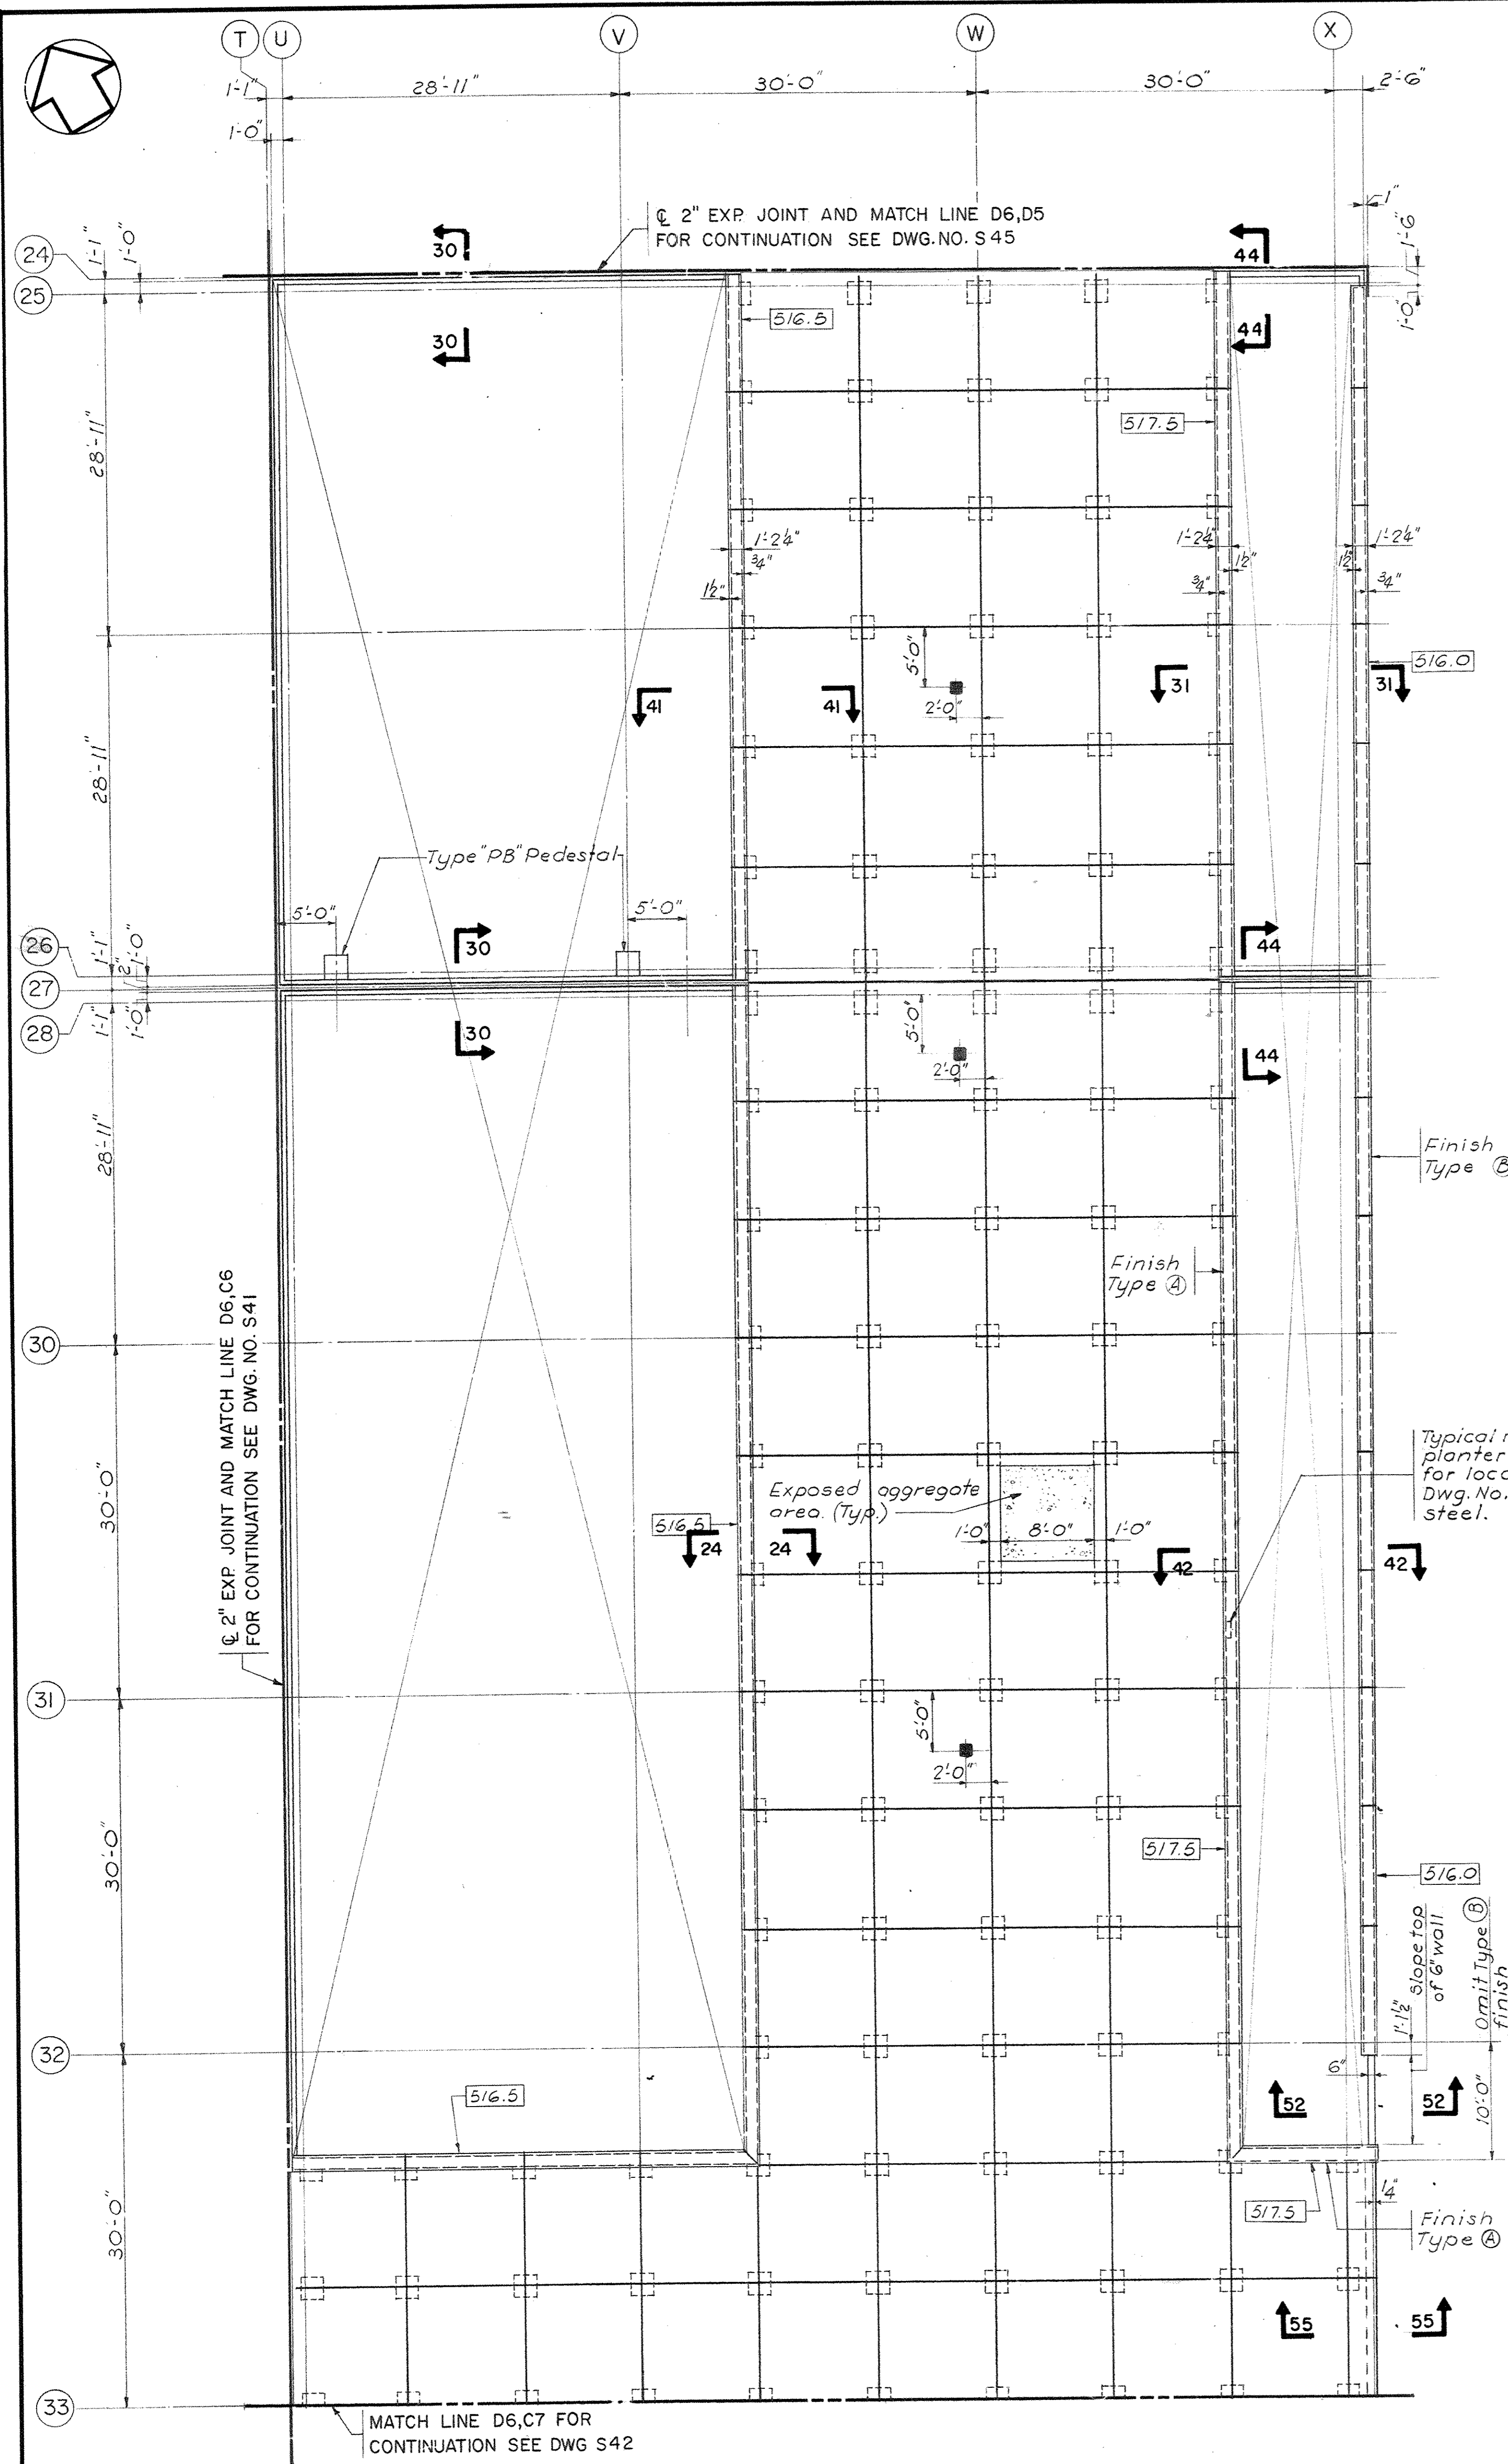 T U V W X
1'-1" 28'-11" 30'-0" 30'-0" 2'-6"
1'-0"
1"
℄ 2" EXP. JOINT AND MATCH LINE D6,D5
FOR CONTINUATION SEE DWG. NO. S45
30 44
24 1'-1" 1'-0" 1'-6"
25 1'-0"
516.5
30 44
517.5
28'-11"
1'-2¼" 1'-2¼" 1'-2¼"
¾" 1½" 1½"
1½" ¾" ¾"
5'-0"
516.0
41 41 31 31
2'-0"
28'-11"
Type "PB" Pedestal
5'-0" 5'-0"
30 44
26 1'-1" 1'-0"
27
28 1'-1" 1'-0"
30 5'-0" 44
2'-0"
28'-11"
Finish
Type Ⓑ
Finish
Type Ⓐ
℄ 2" EXP. JOINT AND MATCH LINE D6,C6
FOR CONTINUATION SEE DWG. NO. S41
30
Typical
planter
for
Dwg. No.
steel.
30'-0"
Exposed aggregate
area. (Typ.)
516.5
1'-0" 8'-0" 1'-0"
24 24 42 42
31
5'-0"
2'-0"
30'-0"
517.5
516.0
Slope top
of 6" wall
Omit Type Ⓑ
finish
1'-1½"
32
6"
10'-0"
516.5
52 52
30'-0"
¼"
517.5
Finish
Type Ⓐ
55 55
33
MATCH LINE D6,C7 FOR
CONTINUATION SEE DWG S42